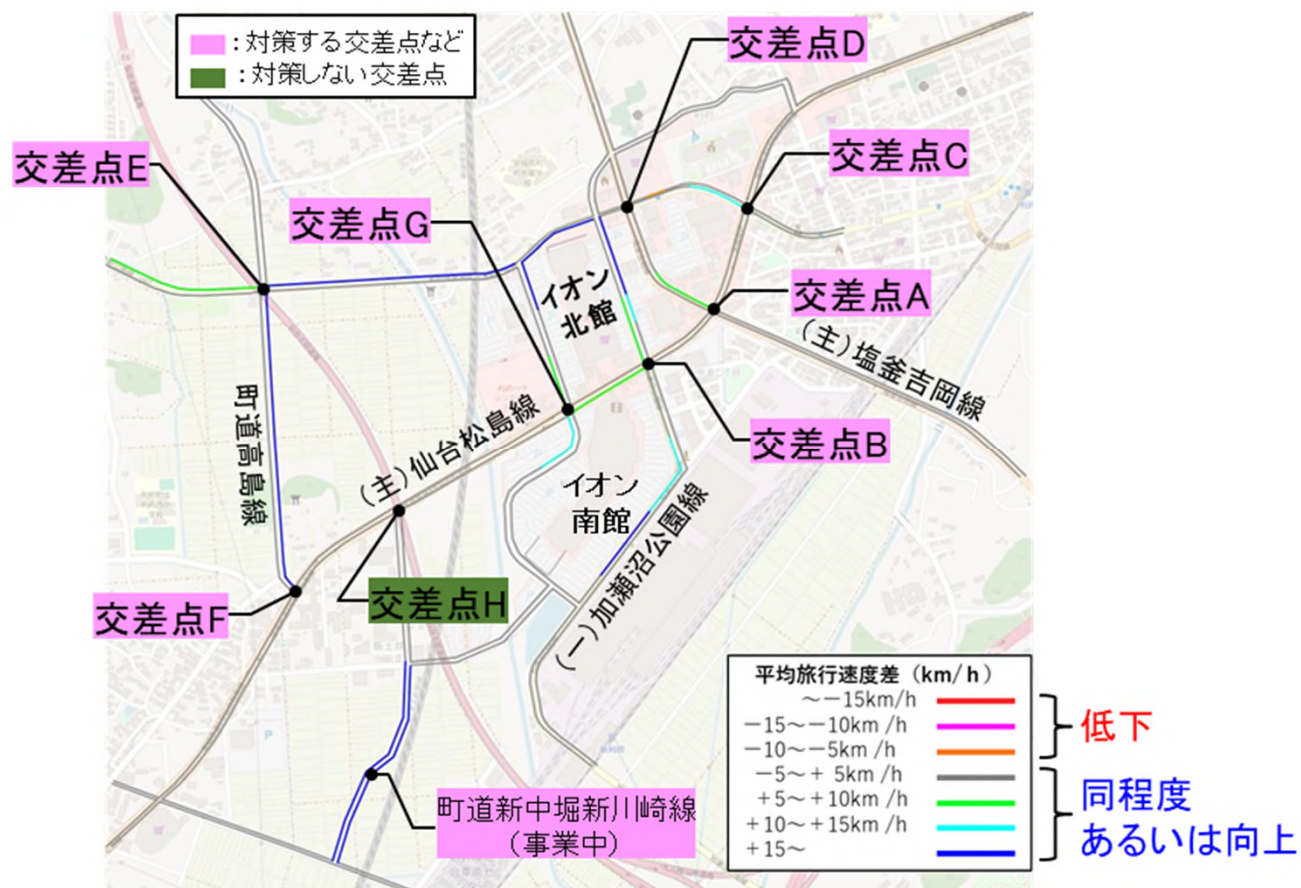 ：対策する交差点など
：対策しない交差点
交差点D
交差点E
交差点C
交差点G
イオン
北館
交差点A
（主）塩釜吉岡線
町道高島線
（主）仙台松島線
交差点B
イオン
南館
（一）加瀬沼公園線
交差点H
交差点F
町道新中堀新川崎線
（事業中）
平均旅行速度差（km/h）
～－15km/h
－15～－10km/h
－10～－5km/h
－5～＋5km/h
＋5～＋10km/h
＋10～＋15km/h
＋15～
低下
同程度
あるいは向上